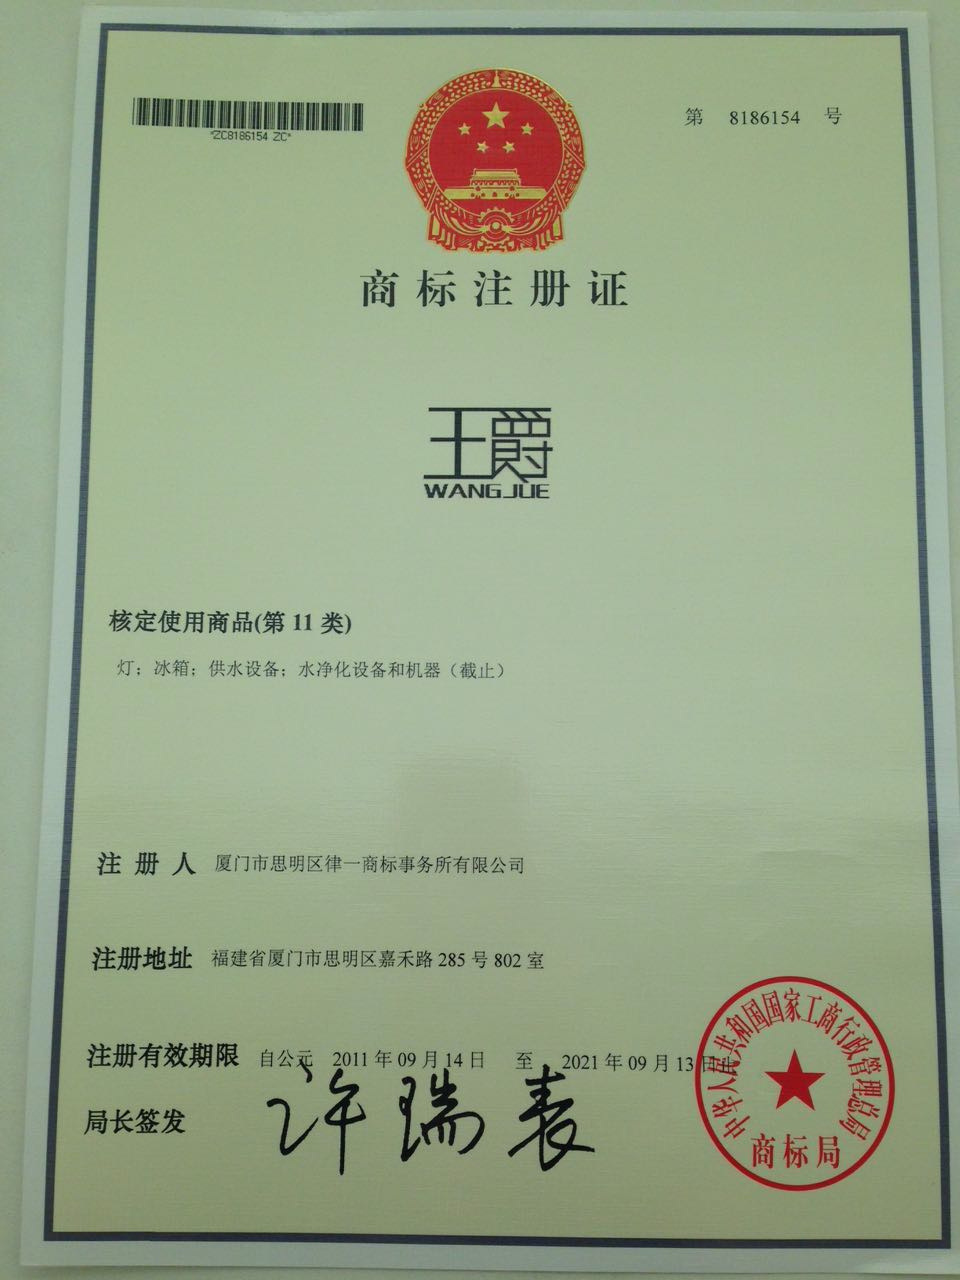 *ZC8186154 ZC*
第 8186154 号
商标注册证
王爵
WANGJUE
核定使用商品(第 11 类)
灯；冰箱；供水设备；水净化设备和机器（截止）
注 册 人 厦门市思明区律一商标事务所有限公司
注册地址 福建省厦门市思明区嘉禾路 285 号 802 室
注册有效期限 自公元 2011 年 09 月 14 日 至 2021 年 09 月 13 日止
局长签发 许瑞表
中华人民共和国国家工商行政管理总局
商标局